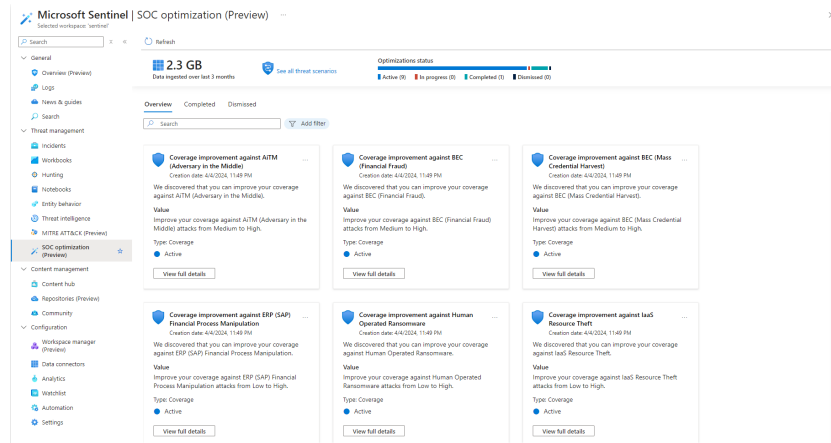 Microsoft Sentinel | SOC optimization (Preview) ...
Selected workspace: 'sentinel'
Search
General
Overview (Preview)
Logs
News & guides
Search
Threat management
Incidents
Workbooks
Hunting
Notebooks
Entity behavior
Threat intelligence
MITRE ATT&CK (Preview)
SOC optimization
(Preview)
Content management
Content hub
Repositories (Preview)
Community
Configuration
Workspace manager
(Preview)
Data connectors
Analytics
Watchlist
Automation
Settings
Refresh
2.3 GB
Data ingested over last 3 months
See all threat scenarios
Optimizations status
Active (9) In progress (0) Completed (1) Dismissed (0)
Overview Completed Dismissed
Search Add filter
Coverage improvement against AiTM
(Adversary in the Middle)
Creation date: 4/4/2024, 11:49 PM
We discovered that you can improve your coverage
against AiTM (Adversary in the Middle).
Value
Improve your coverage against AiTM (Adversary in the
Middle) attacks from Medium to High.
Type: Coverage
Active
View full details
Coverage improvement against BEC
(Financial Fraud)
Creation date: 4/4/2024, 11:49 PM
We discovered that you can improve your coverage
against BEC (Financial Fraud).
Value
Improve your coverage against BEC (Financial Fraud)
attacks from Medium to High.
Type: Coverage
Active
View full details
Coverage improvement against BEC (Mass
Credential Harvest)
Creation date: 4/4/2024, 11:49 PM
We discovered that you can improve your coverage
against BEC (Mass Credential Harvest).
Value
Improve your coverage against BEC (Mass Credential
Harvest) attacks from Medium to High.
Type: Coverage
Active
View full details
Coverage improvement against ERP (SAP)
Financial Process Manipulation
Creation date: 4/4/2024, 11:49 PM
We discovered that you can improve your coverage
against ERP (SAP) Financial Process Manipulation.
Value
Improve your coverage against ERP (SAP) Financial
Process Manipulation attacks from Low to High.
Type: Coverage
Active
View full details
Coverage improvement against Human
Operated Ransomware
Creation date: 4/4/2024, 11:49 PM
We discovered that you can improve your coverage
against Human Operated Ransomware.
Value
Improve your coverage against Human Operated
Ransomware attacks from Low to High.
Type: Coverage
Active
View full details
Coverage improvement against IaaS
Resource Theft
Creation date: 4/4/2024, 11:49 PM
We discovered that you can improve your coverage
against IaaS Resource Theft.
Value
Improve your coverage against IaaS Resource Theft
attacks from Low to High.
Type: Coverage
Active
View full details